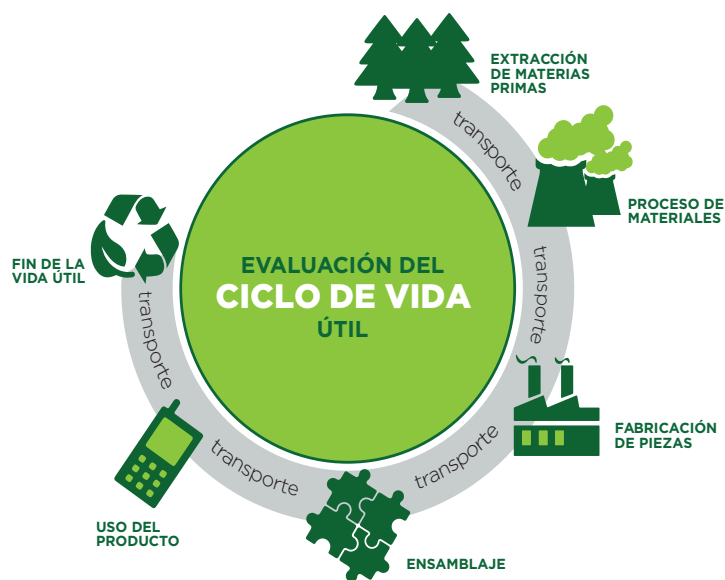 EXTRACCIÓN
DE MATERIAS
PRIMAS
transporte
PROCESO DE
MATERIALES
transporte
FABRICACIÓN
DE PIEZAS
transporte
ENSAMBLAJE
transporte
USO DEL
PRODUCTO
transporte
FIN DE LA
VIDA ÚTIL
EVALUACIÓN DEL
CICLO DE VIDA
ÚTIL